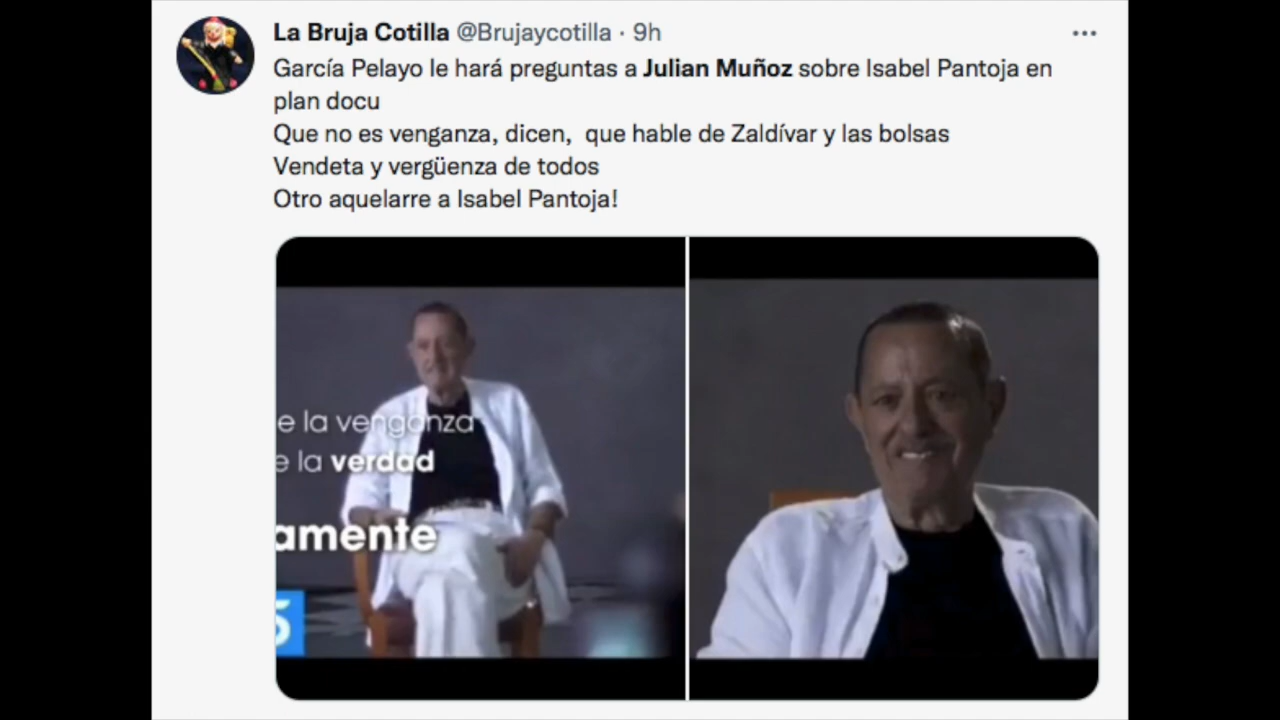 La Bruja Cotilla @Brujaycotilla · 9h
García Pelayo le hará preguntas a Julian Muñoz sobre Isabel Pantoja en
plan docu
Que no es venganza, dicen,  que hable de Zaldívar y las bolsas
Vendeta y vergüenza de todos
Otro aquelarre a Isabel Pantoja!
e la venganza
e la verdad
amente
5